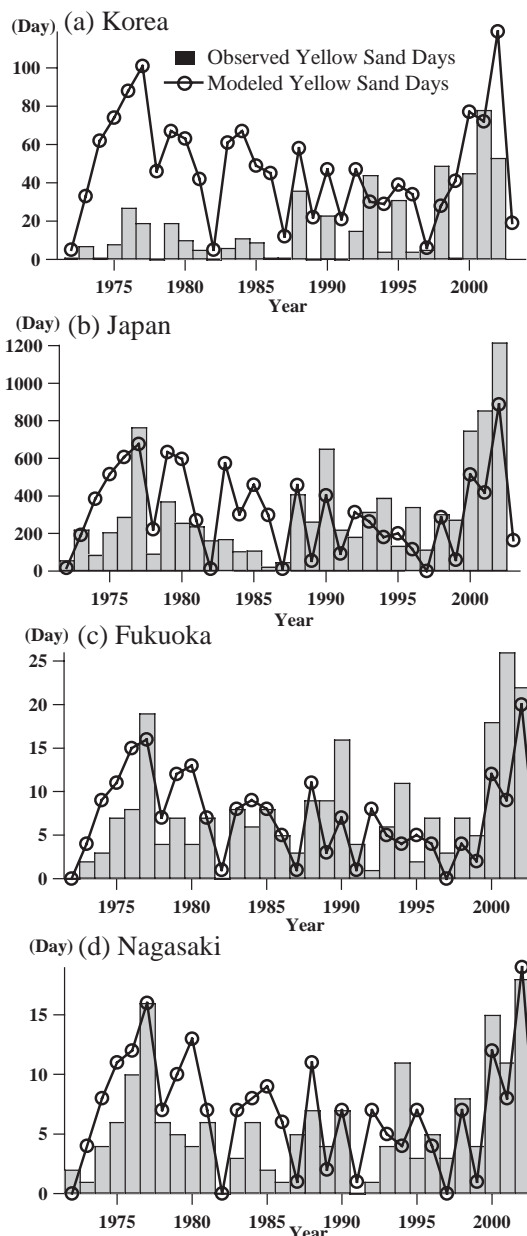 (Day) (a) Korea
Observed Yellow Sand Days
Modeled Yellow Sand Days
100
80
60
40
20
0
1975 1980 1985 1990 1995 2000
Year
(Day) (b) Japan
1200
1000
800
600
400
200
0
1975 1980 1985 1990 1995 2000
Year
(Day) (c) Fukuoka
25
20
15
10
5
0
1975 1980 1985 1990 1995 2000
Year
(Day) (d) Nagasaki
15
10
5
0
1975 1980 1985 1990 1995 2000
Year